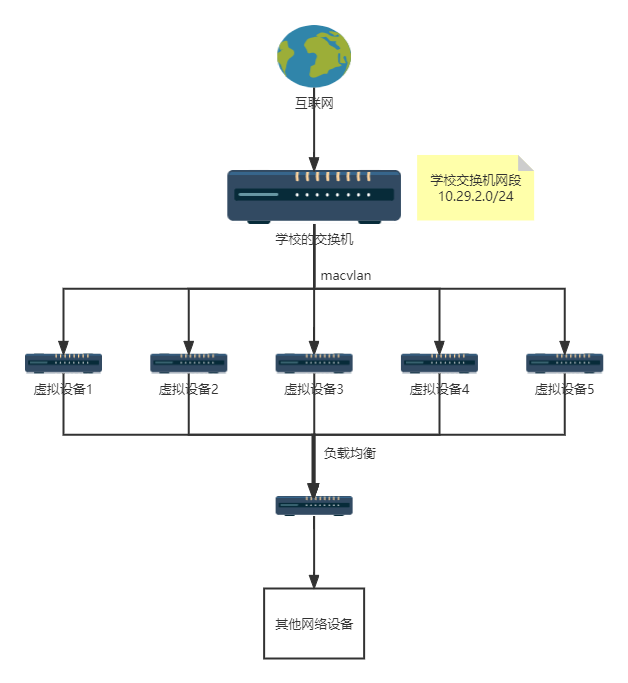 互联网
学校交换机网段
10.29.2.0/24
学校的交换机
macvlan
虚拟设备1
虚拟设备2
虚拟设备3
虚拟设备4
虚拟设备5
负载均衡
其他网络设备